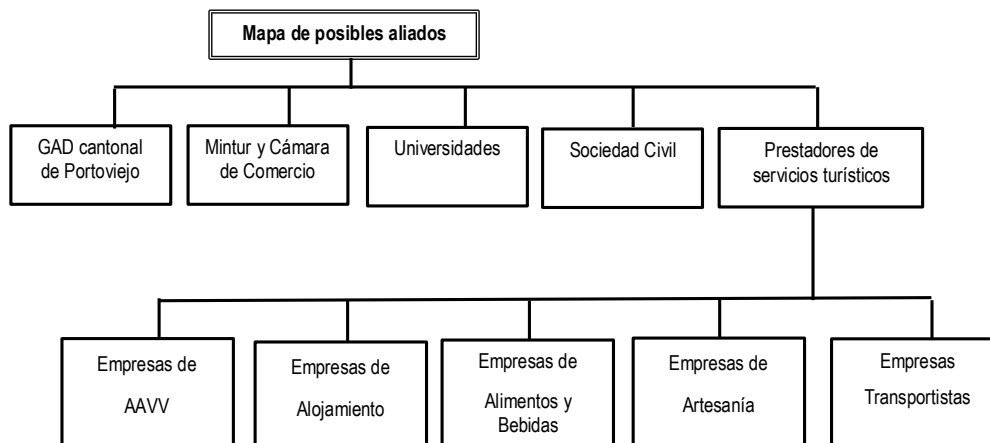 Mapa de posibles aliados
GAD cantonal
de Portoviejo
Mintur y Cámara
de Comercio
Universidades
Sociedad Civil
Prestadores de
servicios turísticos
Empresas de
AAVV
Empresas de
Alojamiento
Empresas de
Alimentos y
Bebidas
Empresas de
Artesanía
Empresas
Transportistas